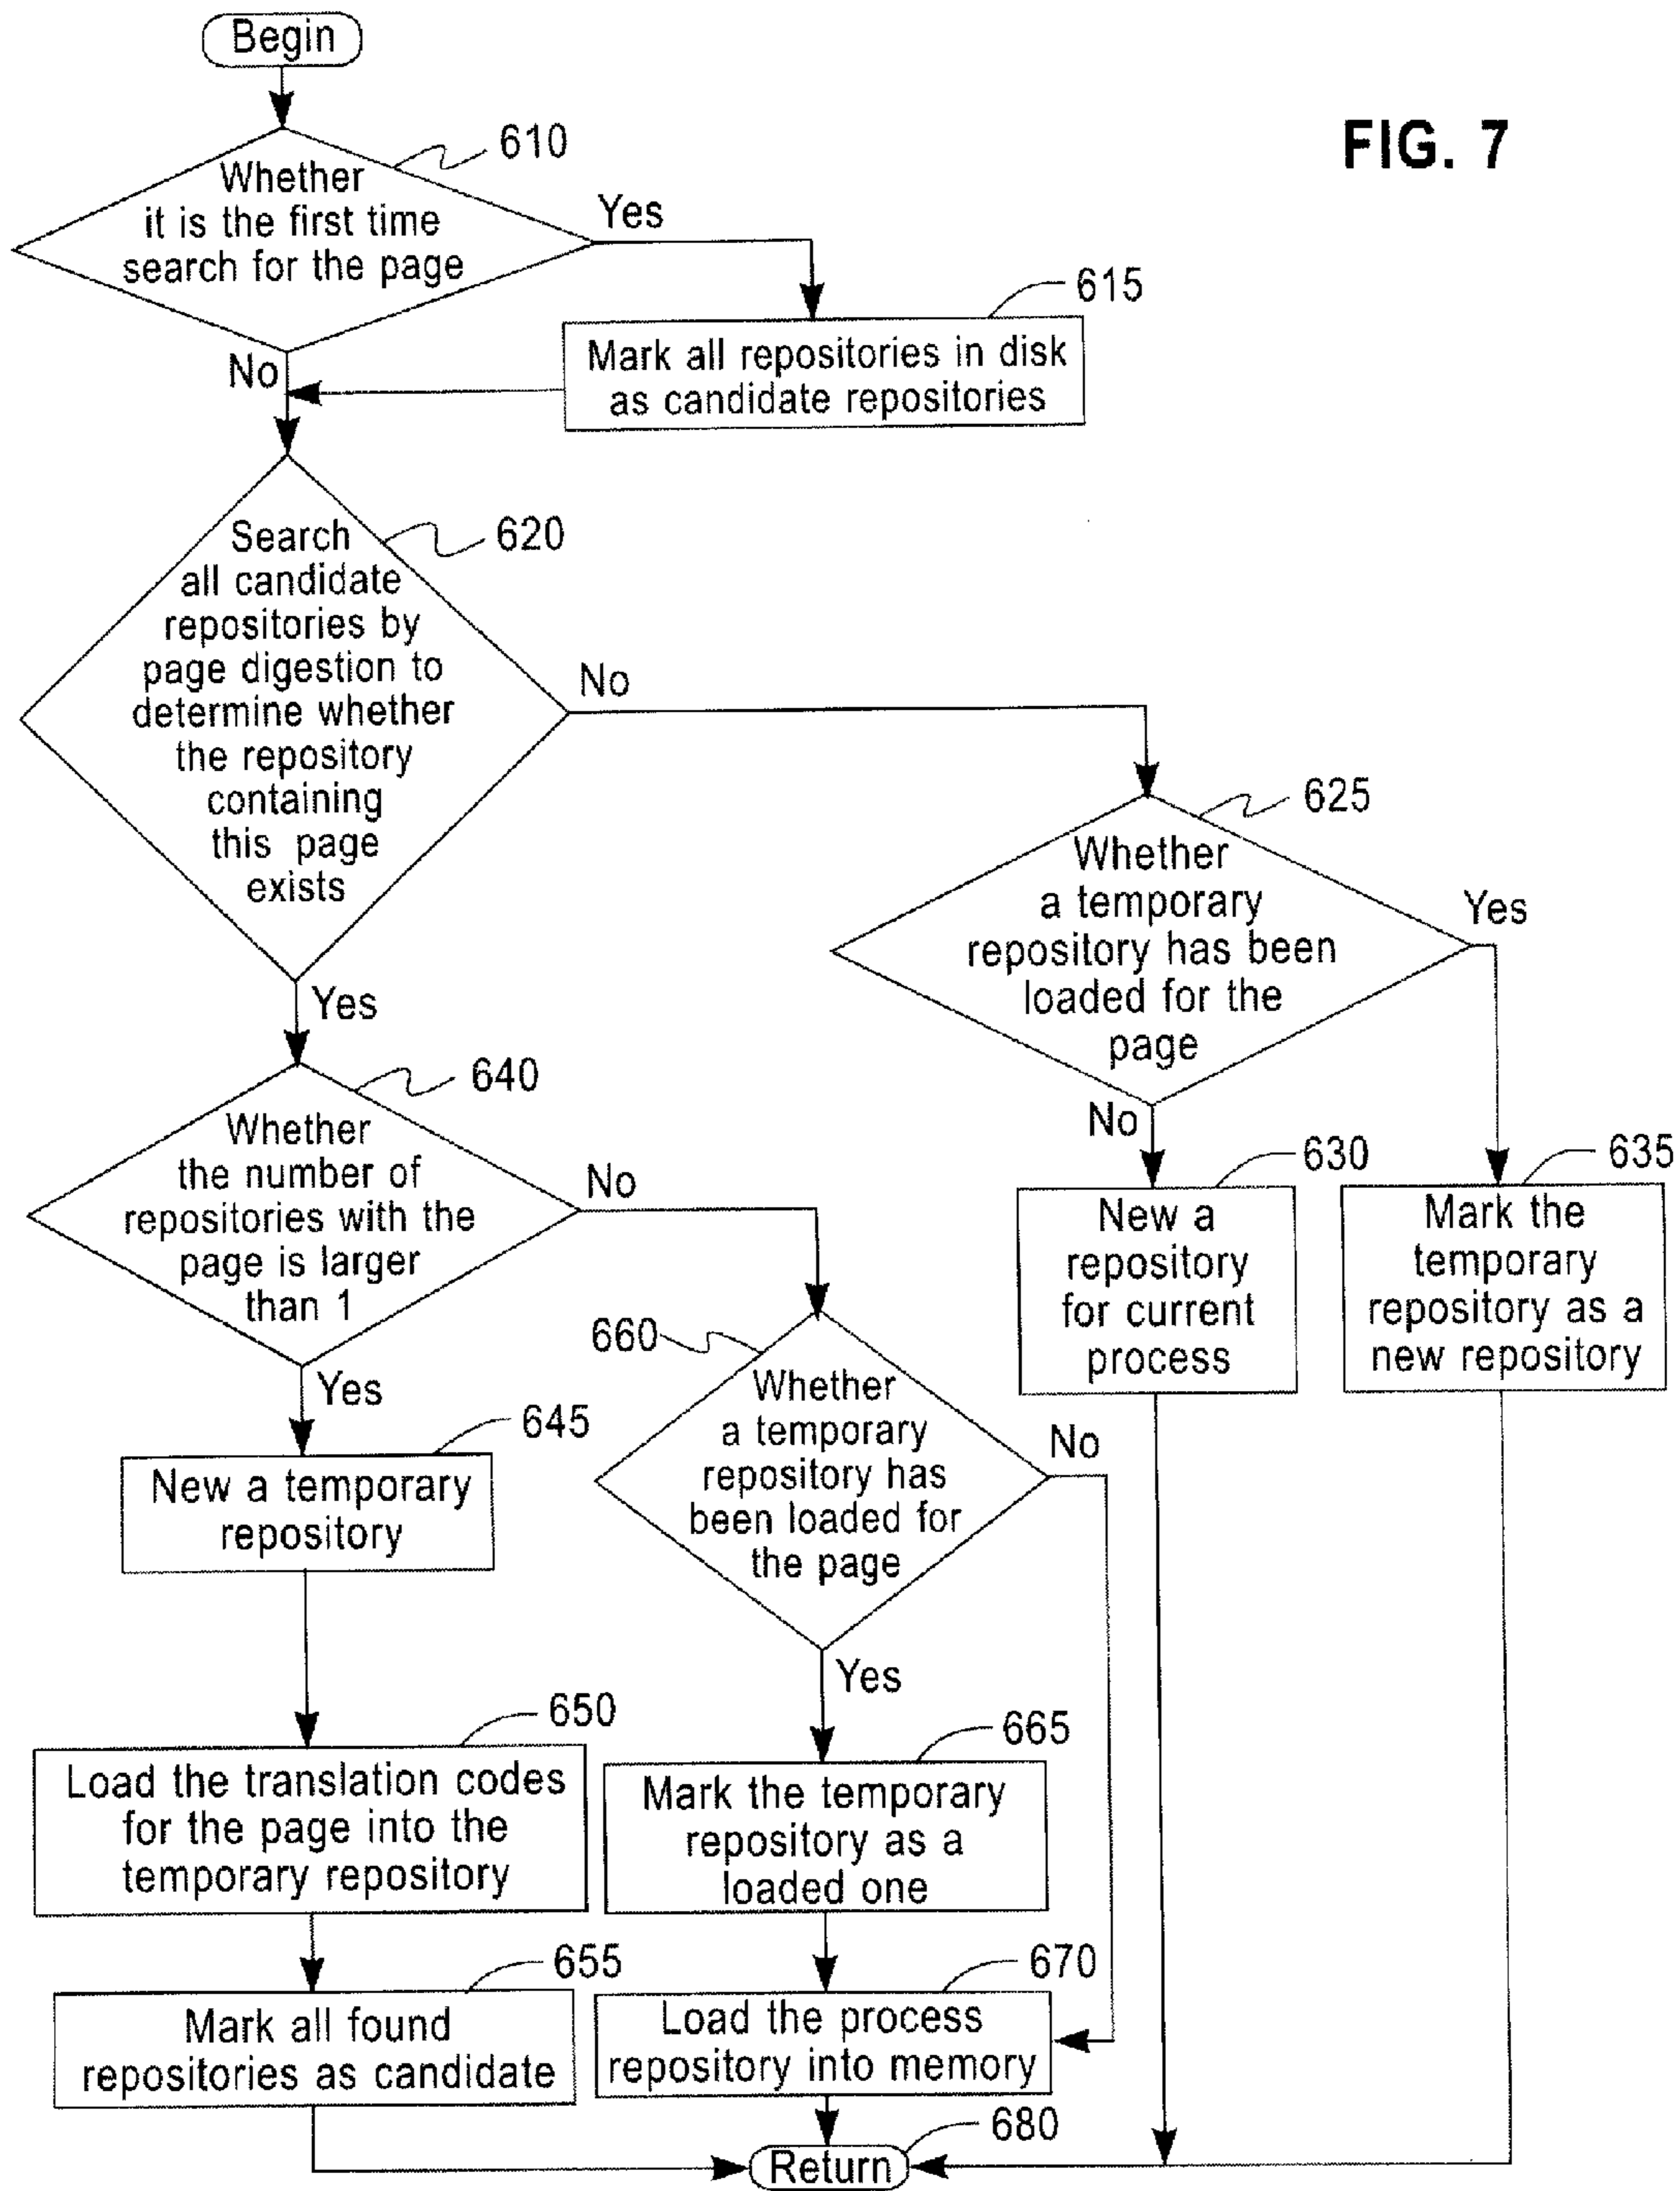 Begin
FIG. 7
610
Whether
it is the first time
search for the page
Yes
615
Mark all repositories in disk
as candidate repositories
No
620
Search
all candidate
repositories by
page digestion to
determine whether
the repository
containing
this page
exists
No
625
Whether
a temporary
repository has been
loaded for the
page
Yes
Yes
640
Whether
the number of
repositories with the
page is larger
than 1
No
No
630
New a
repository
for current
process
635
Mark the
temporary
repository as a
new repository
660
Whether
a temporary
repository has
been loaded for
the page
No
Yes
645
New a temporary
repository
Yes
650
Load the translation codes
for the page into the
temporary repository
665
Mark the temporary
repository as a
loaded one
655
Mark all found
repositories as candidate
670
Load the process
repository into memory
680
Return